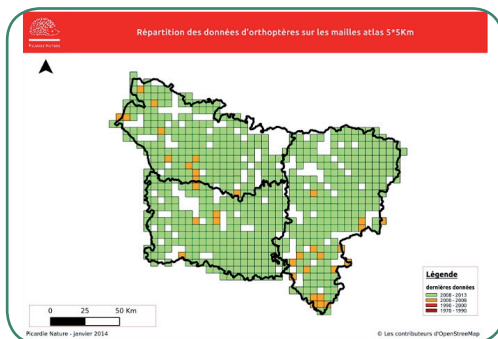 Répartition des données d'orthoptères sur les mailles atlas 5*5Km
Picardie Nature
Légende
dernières données
2008 - 2013
2000 - 2008
1990 - 2000
1970 - 1990
0 25 50 Km
Picardie Nature - janvier 2014
© Les contributeurs d'OpenStreeMap